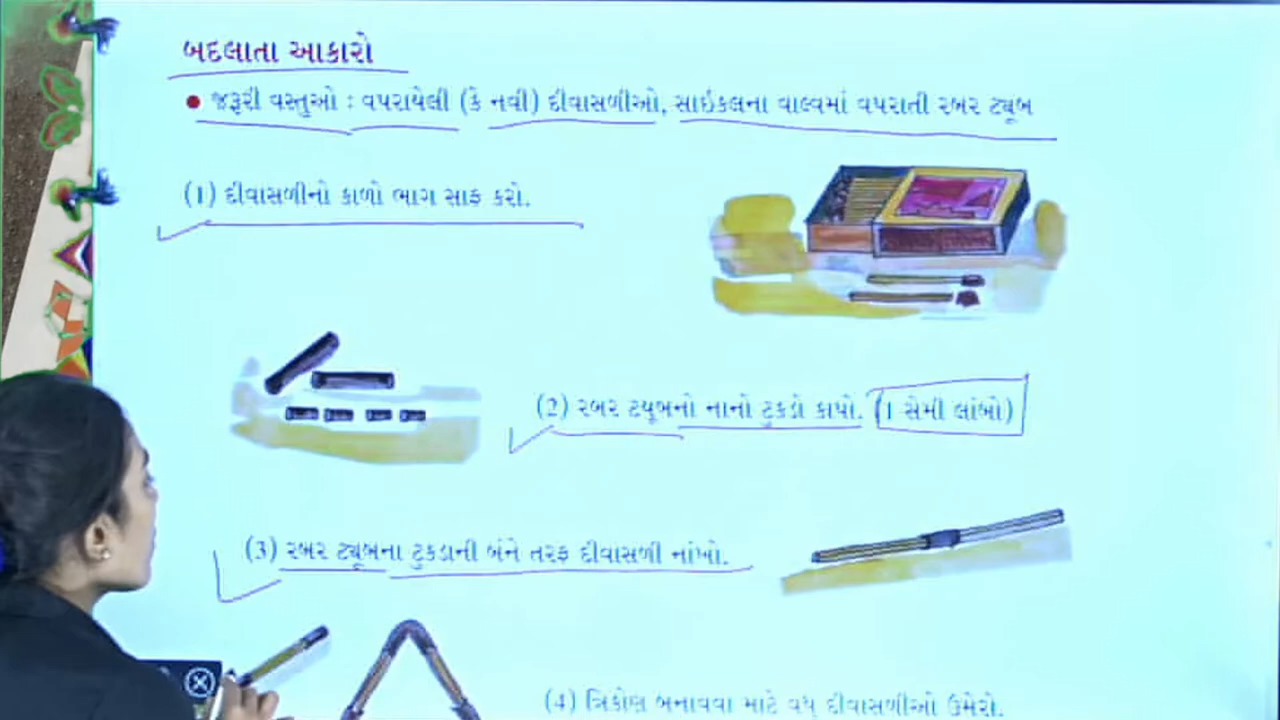 બદલાતા આકારો
જરૂરી વસ્તુઓ : વપરાયેલી (કે નવી) દીવાસળીઓ, સાઇકલના વાલ્વમાં વપરાતી રબર ટ્યૂબ
(1) દીવાસળીનો કાળો ભાગ સાફ કરો.
(2) રબર ટયૂબનો નાનો ટુકડો કાપો. (1 સેમી લાંબો)
(3) રબર ટ્યૂબના ટુકડાની બંને તરફ દીવાસળી નાંખો.
(4) ત્રિકોણ બનાવવા માટે વધુ દીવાસળીઓ ઉમેરો.